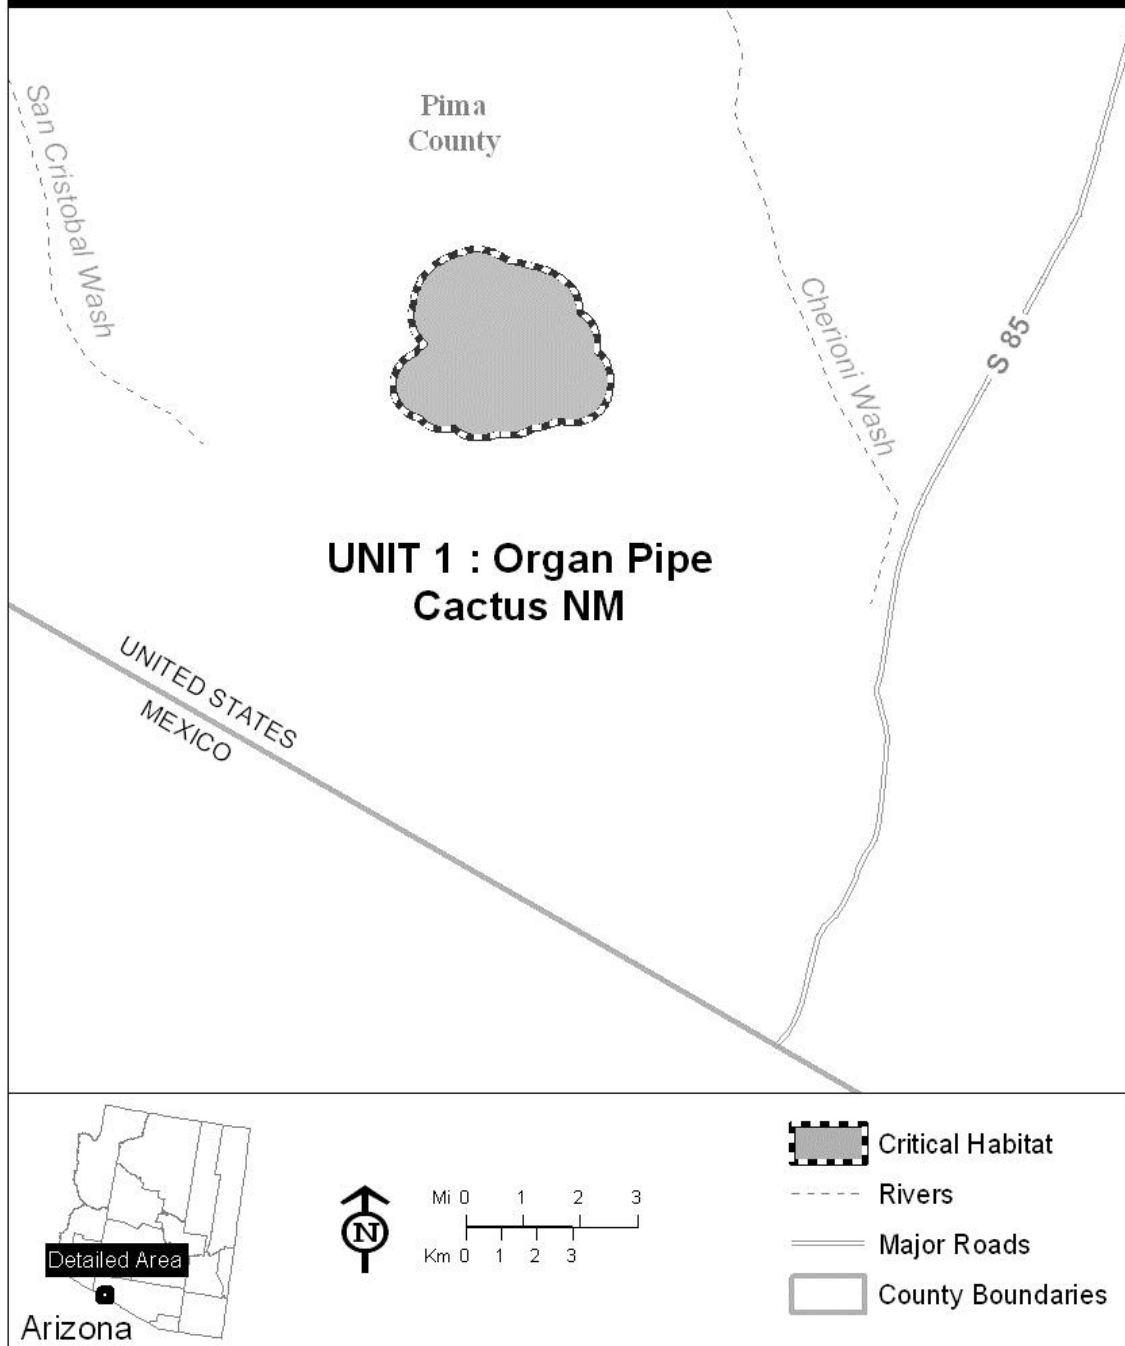 San Cristobal Wash
Pima
County
Cherioni Wash
S 85
UNIT 1 : Organ Pipe
Cactus NM
UNITED STATES
MEXICO
Detailed Area
Arizona
N
Mi 0 1 2 3
Km 0 1 2 3
Critical Habitat
Rivers
Major Roads
County Boundaries